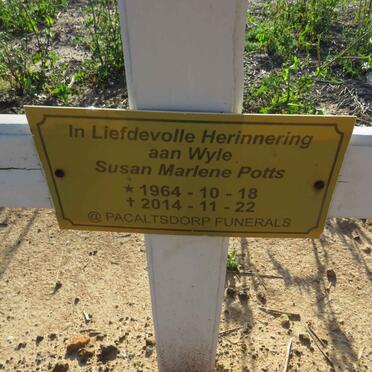 In Liefdevolle Herinnering
aan Wyle
Susan Marlene Potts
★ 1964 - 10 - 18
✝ 2014 - 11 - 22
@ PACALTSDORP FUNERALS